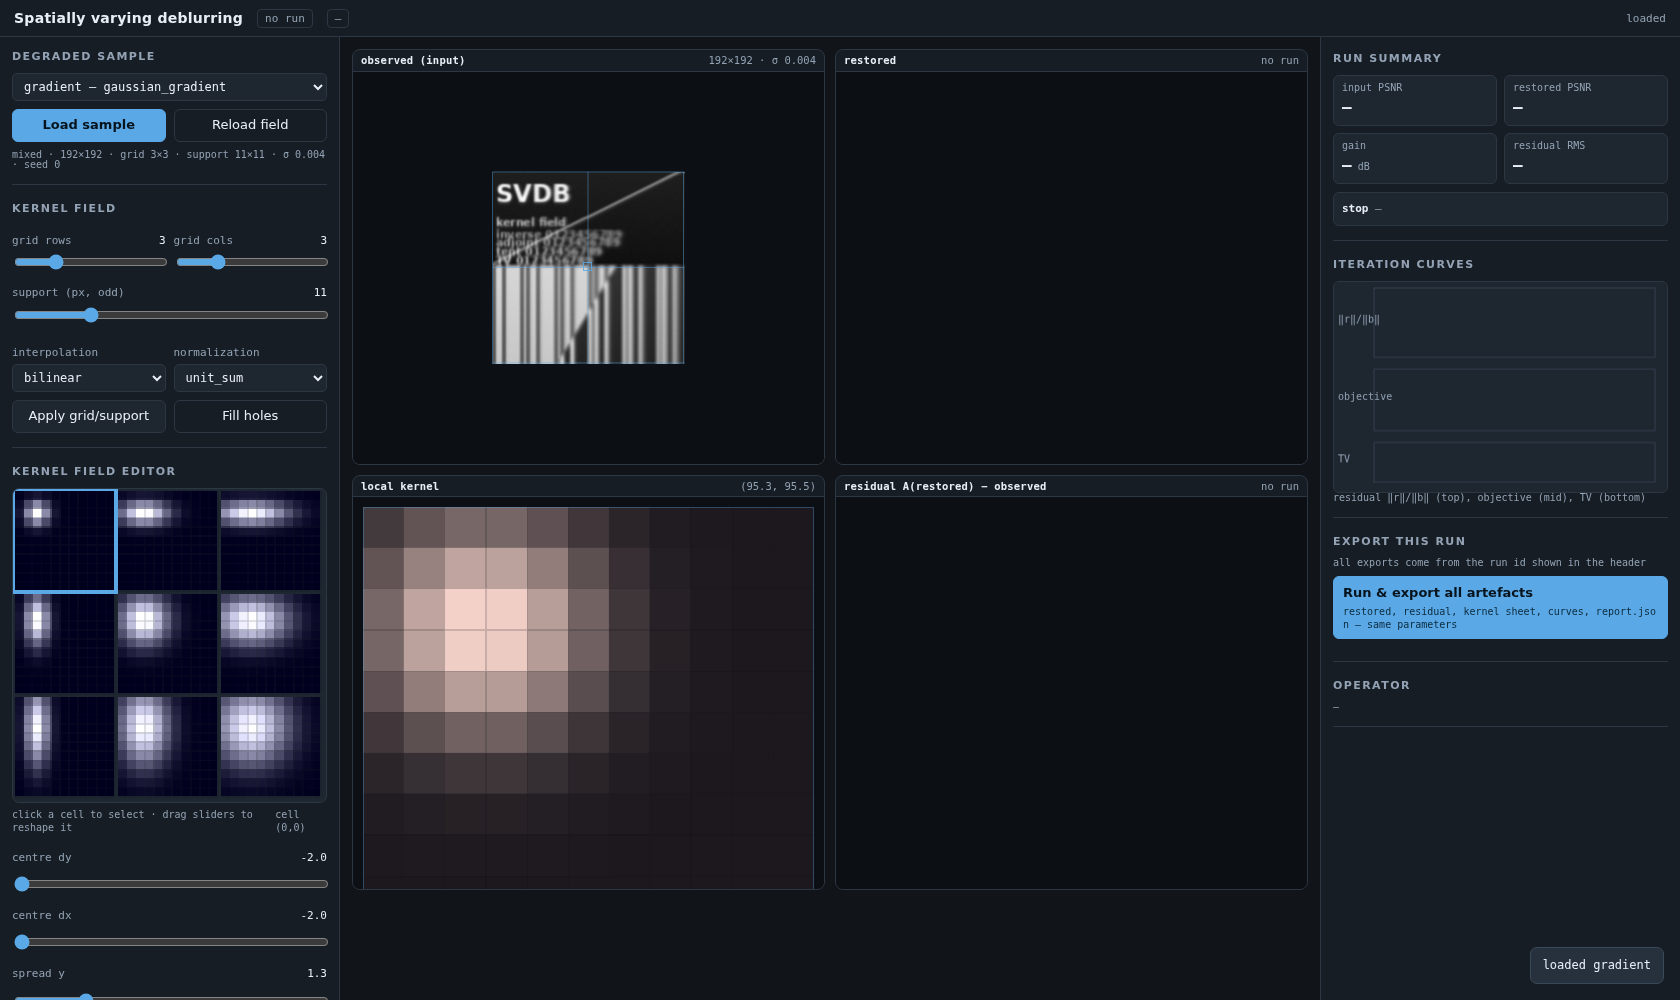 Spatially varying deblurring
no run
—
loaded
DEGRADED SAMPLE
gradient — gaussian_gradient
Load sample
Reload field
mixed · 192×192 · grid 3×3 · support 11×11 · σ 0.004
· seed 0
KERNEL FIELD
grid rows 3
grid cols 3
support (px, odd) 11
interpolation
normalization
bilinear
unit_sum
Apply grid/support
Fill holes
KERNEL FIELD EDITOR
click a cell to select · drag sliders to
reshape it
cell
(0,0)
centre dy -2.0
centre dx -2.0
spread y 1.3
observed (input)
192×192 · σ 0.004
SVDB
kernel field
restored
no run
local kernel
(95.3, 95.5)
residual A(restored) − observed
no run
RUN SUMMARY
input PSNR
—
restored PSNR
—
gain
— dB
residual RMS
—
stop —
ITERATION CURVES
‖r‖/‖b‖
objective
TV
residual ‖r‖/‖b‖ (top), objective (mid), TV (bottom)
EXPORT THIS RUN
all exports come from the run id shown in the header
Run & export all artefacts
restored, residual, kernel sheet, curves, report.jso
n — same parameters
OPERATOR
—
loaded gradient